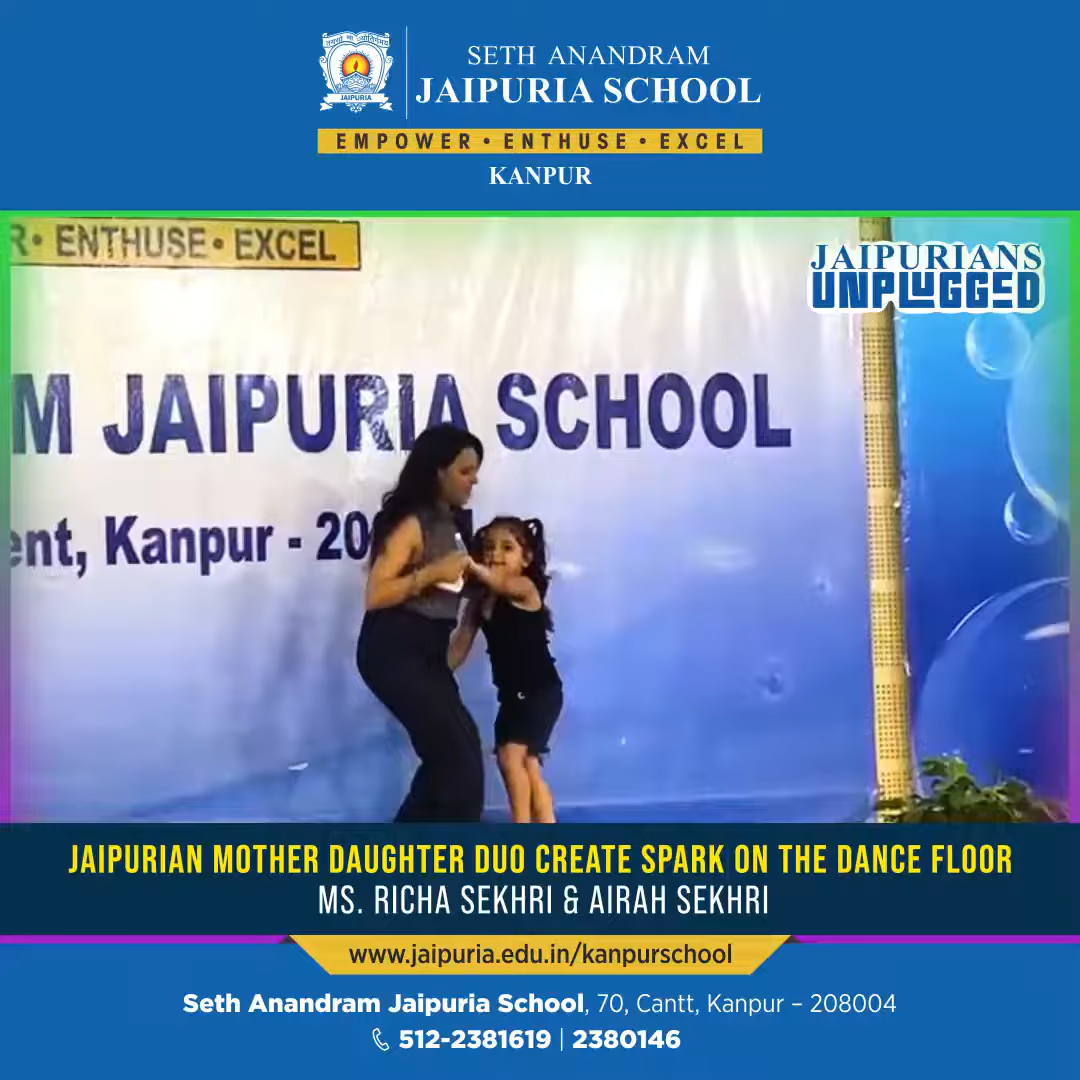 JAIPURIA
SETH ANANDRAM
JAIPURIA SCHOOL
EMPOWER • ENTHUSE • EXCEL
KANPUR
R• ENTHUSE• EXCEL
JAIPURIANS
UNPLUGGED
M JAIPURIA SCHOOL
ent, Kanpur - 20
JAIPURIAN MOTHER DAUGHTER DUO CREATE SPARK ON THE DANCE FLOOR
MS. RICHA SEKHRI & AIRAH SEKHRI
www.jaipuria.edu.in/kanpurschool
Seth Anandram Jaipuria School, 70, Cantt, Kanpur – 208004
512-2381619 | 2380146